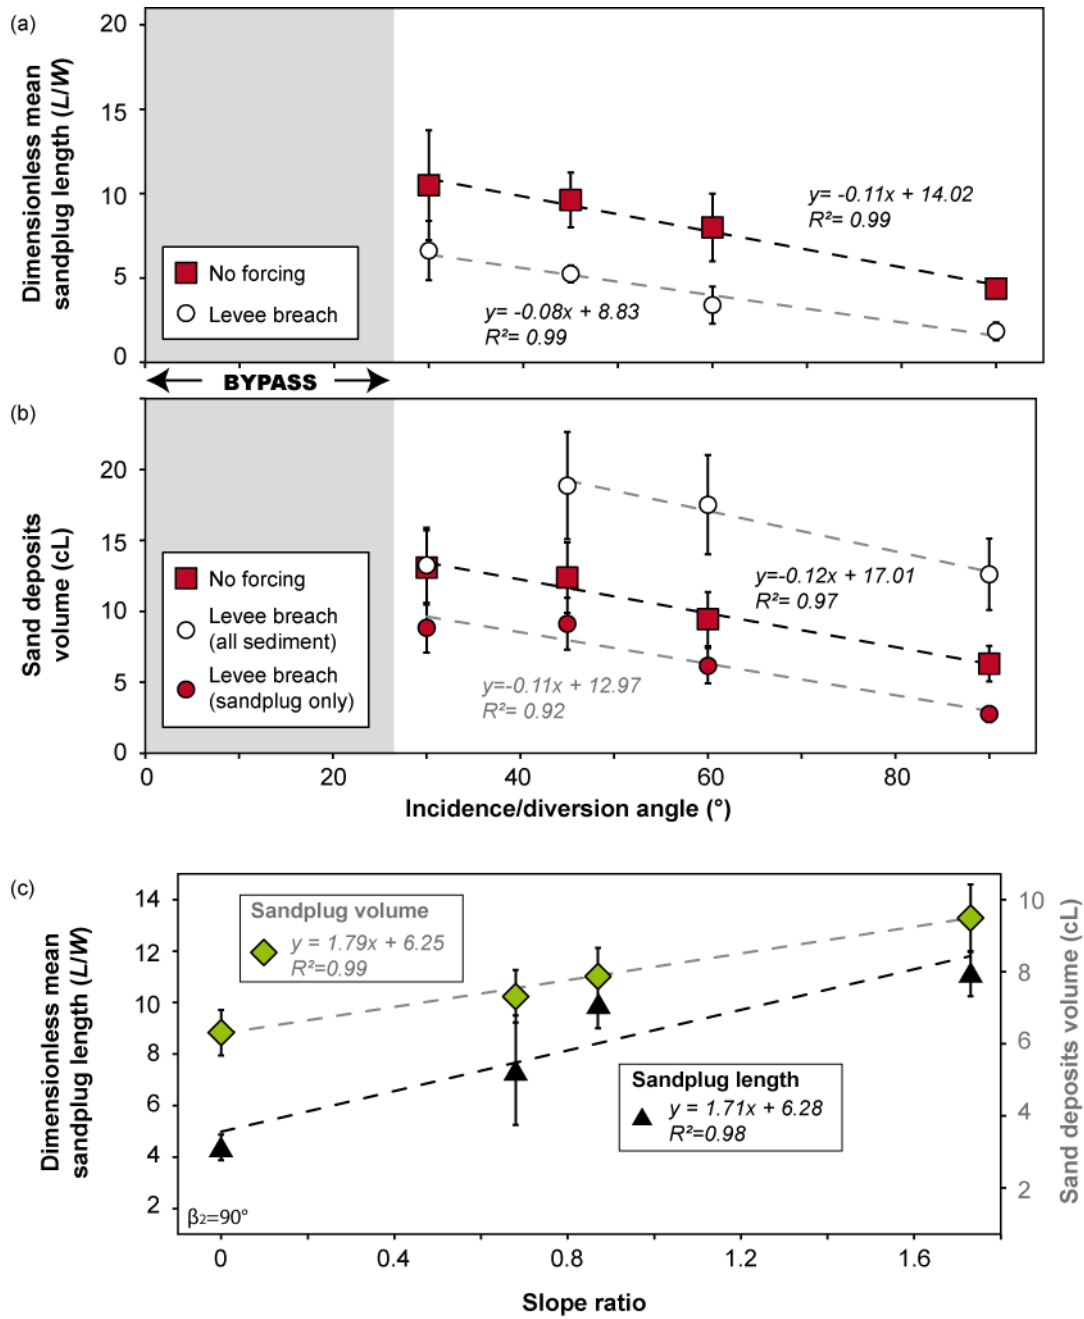 (a)
Dimensionless mean
sandplug length (L/W)
20
15
10
5
0
y= -0.11x + 14.02
R²= 0.99
No forcing
Levee breach
y= -0.08x + 8.83
R²= 0.99
BYPASS
(b)
Sand deposits
volume (cL)
20
15
10
5
0
No forcing
Levee breach
(all sediment)
Levee breach
(sandplug only)
y=-0.12x + 17.01
R²= 0.97
y=-0.11x + 12.97
R²= 0.92
0 20 40 60 80
Incidence/diversion angle (°)
(c)
Dimensionless mean
sandplug length (L/W)
14
12
10
8
6
4
2
Sandplug volume
y = 1.79x + 6.25
R²=0.99
Sandplug length
y = 1.71x + 6.28
R²=0.98
β2=90°
10
8
6
4
2
Sand deposits volume (cL)
0 0.4 0.8 1.2 1.6
Slope ratio